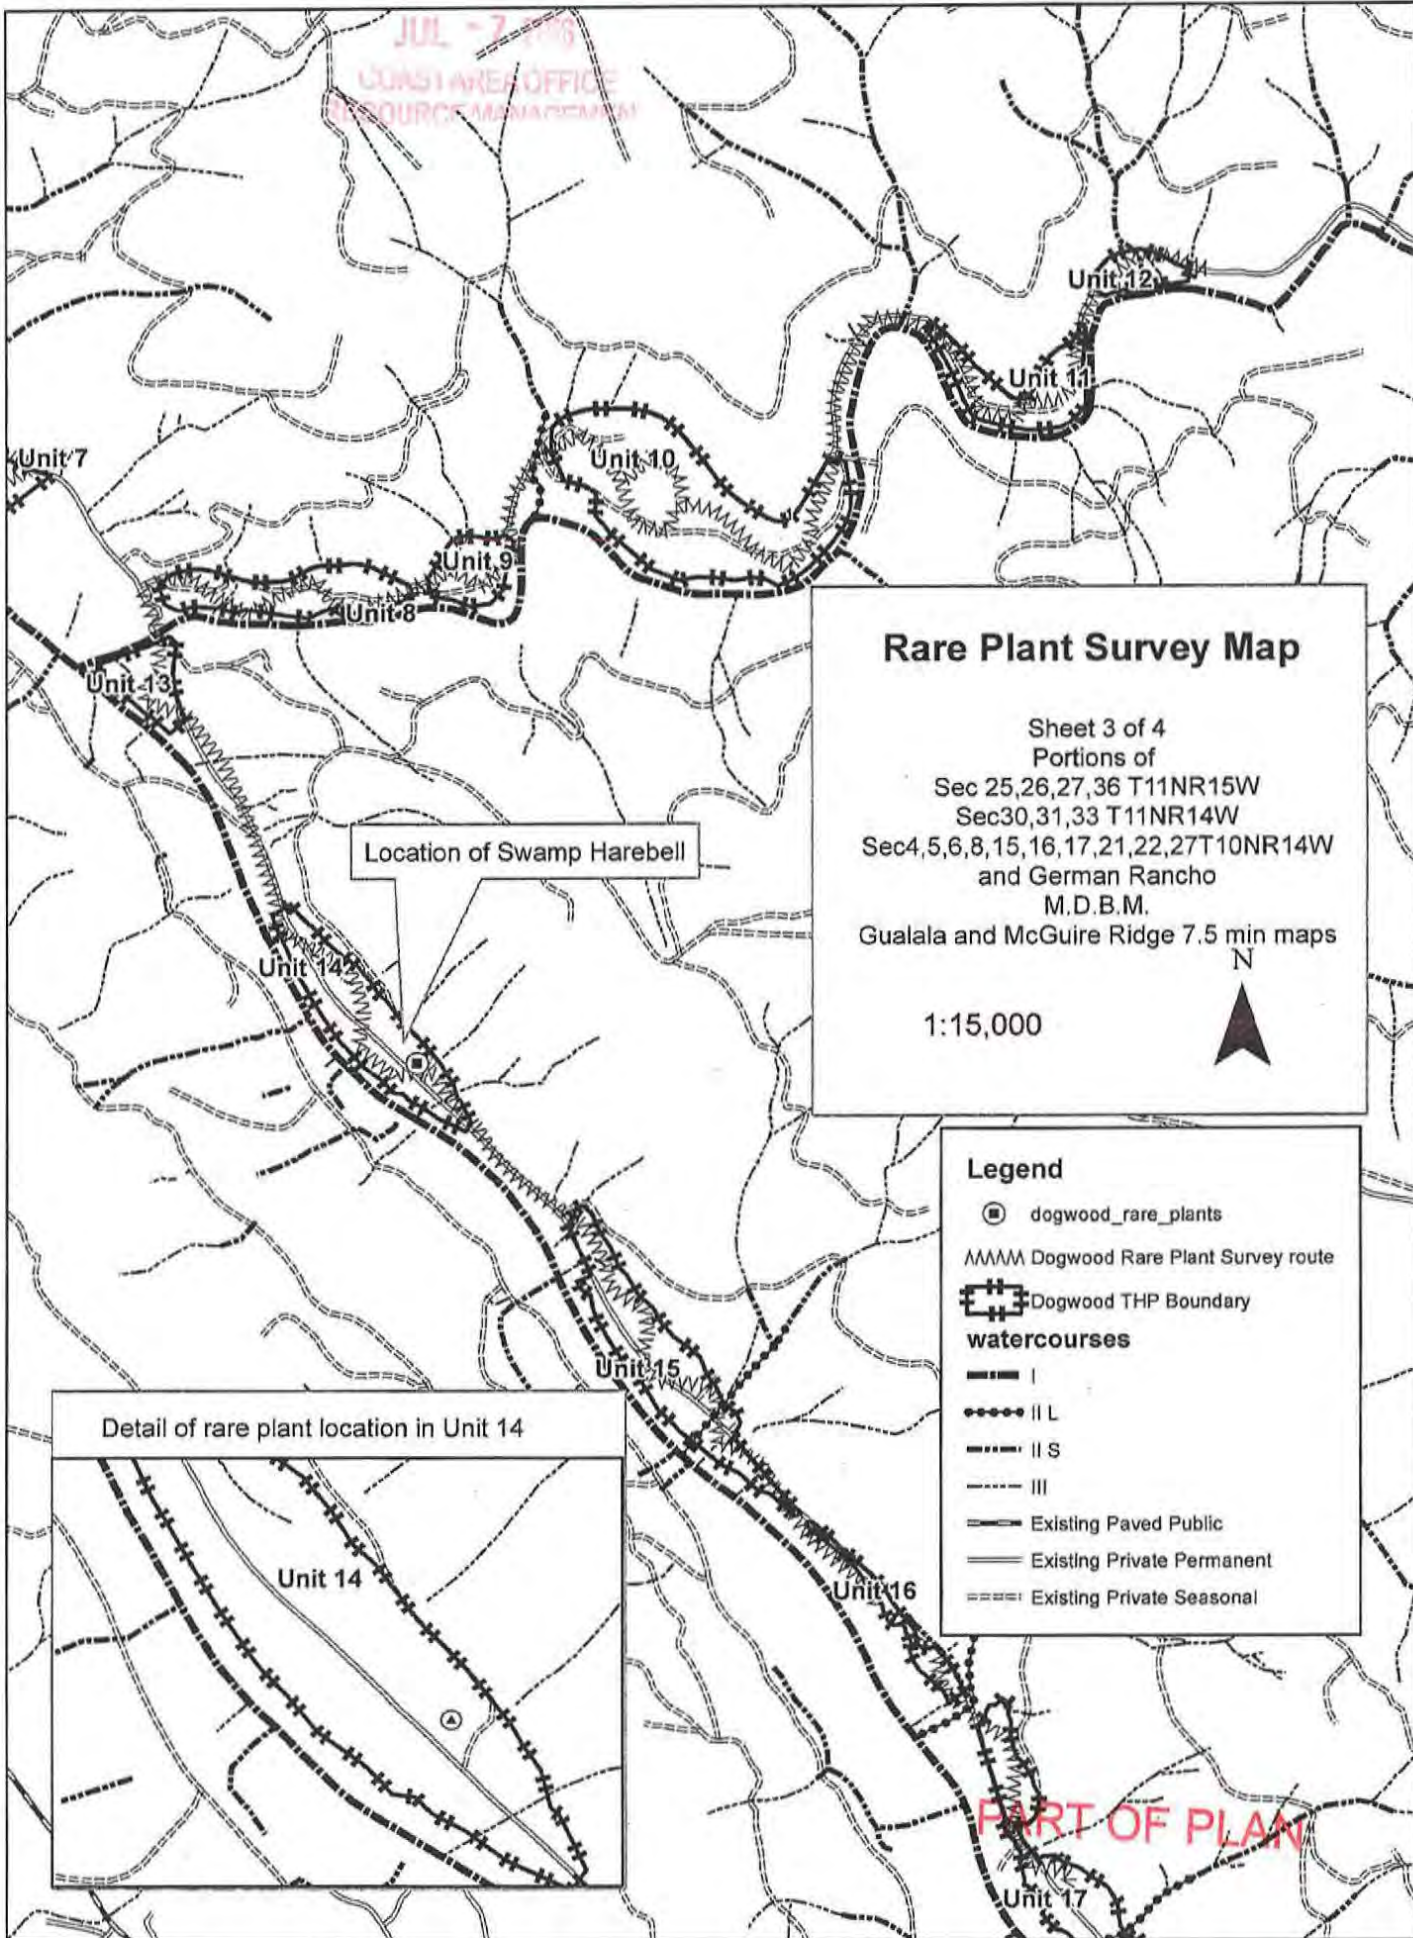 JUL - 7
COAST AREA OFFICE
RESOURCE MANAGEMEN
Unit 12
Unit 11
Unit 7
Unit 10
Unit 9
Unit 8
Unit 13
Rare Plant Survey Map
Sheet 3 of 4
Portions of
Sec 25,26,27,36 T11NR15W
Sec30,31,33 T11NR14W
Sec4,5,6,8,15,16,17,21,22,27T10NR14W
and German Rancho
M.D.B.M.
Gualala and McGuire Ridge 7.5 min maps
N
1:15,000
Location of Swamp Harebell
Unit 14
Legend
dogwood_rare_plants
Dogwood Rare Plant Survey route
Dogwood THP Boundary
watercourses
I
II L
II S
III
Existing Paved Public
Existing Private Permanent
Existing Private Seasonal
Unit 15
Detail of rare plant location in Unit 14
Unit 14
Unit 16
PART OF PLAN
Unit 17